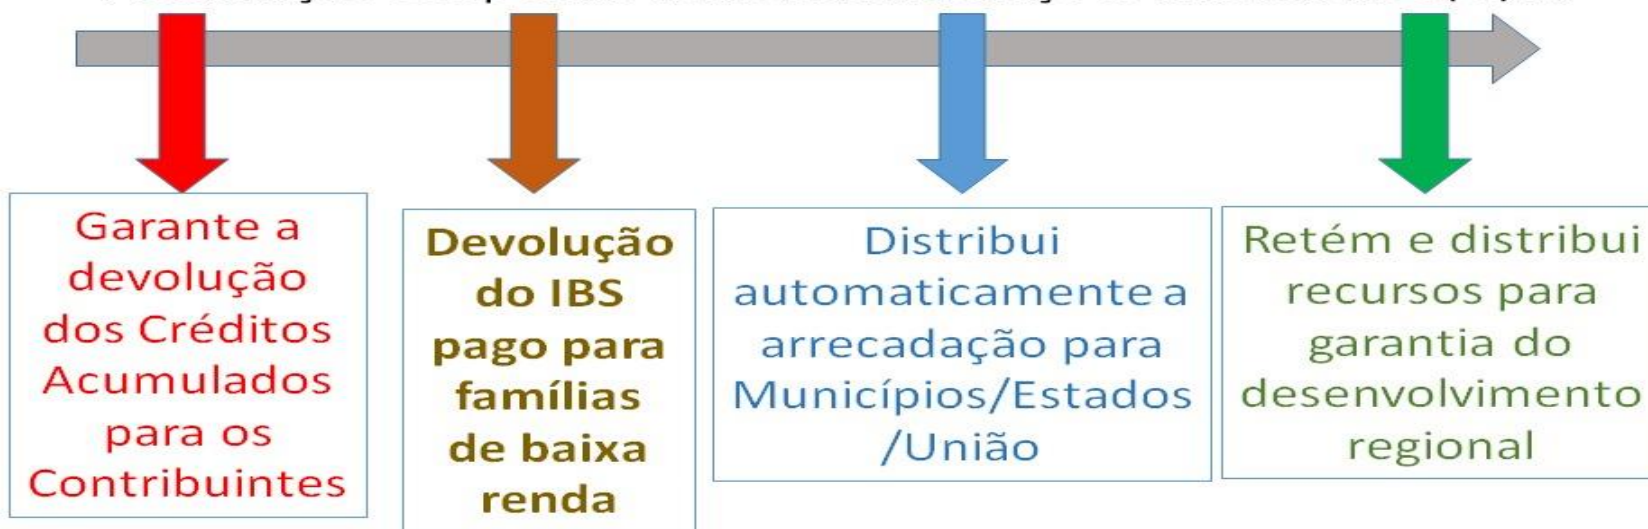 Garante a
devolução
dos Créditos
Acumulados
para os
Contribuintes
Devolução
do IBS
pago para
famílias
de baixa
renda
Distribui
automaticamente a
arrecadação para
Municípios/Estados
/União
Retém e distribui
recursos para
garantia do
desenvolvimento
regional